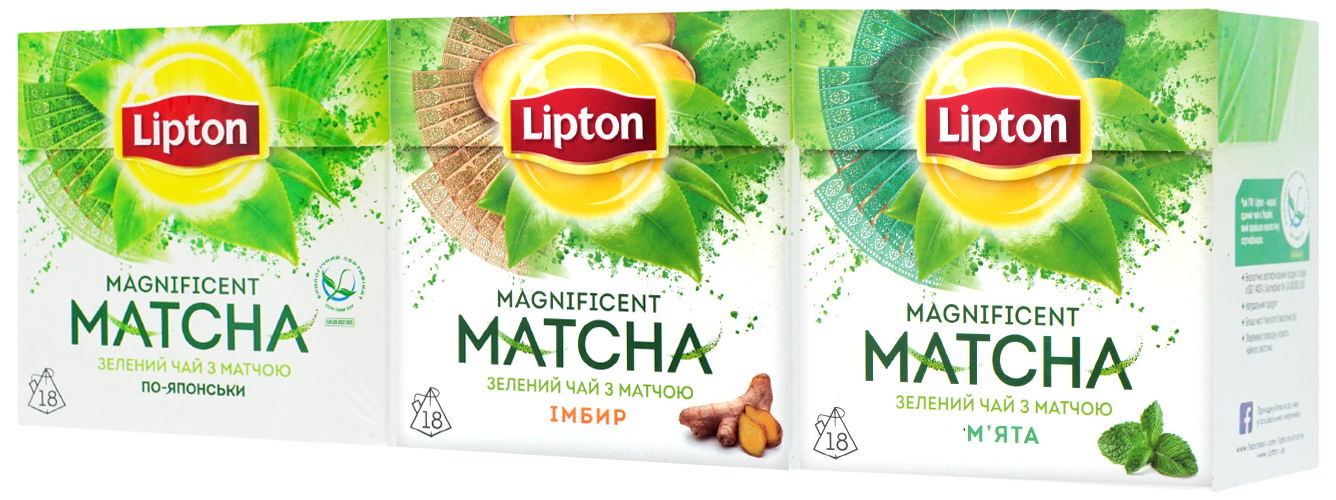 Lipton
MAGNIFICENT
MATCHA
ЗЕЛЕНИЙ ЧАЙ З МАТЧОЮ
ПО-ЯПОНСЬКИ
18
Lipton
MAGNIFICENT
MATCHA
ЗЕЛЕНИЙ ЧАЙ З МАТЧОЮ
ІМБИР
18
Lipton
MAGNIFICENT
MATCHA
ЗЕЛЕНИЙ ЧАЙ З МАТЧОЮ
М'ЯТА
18